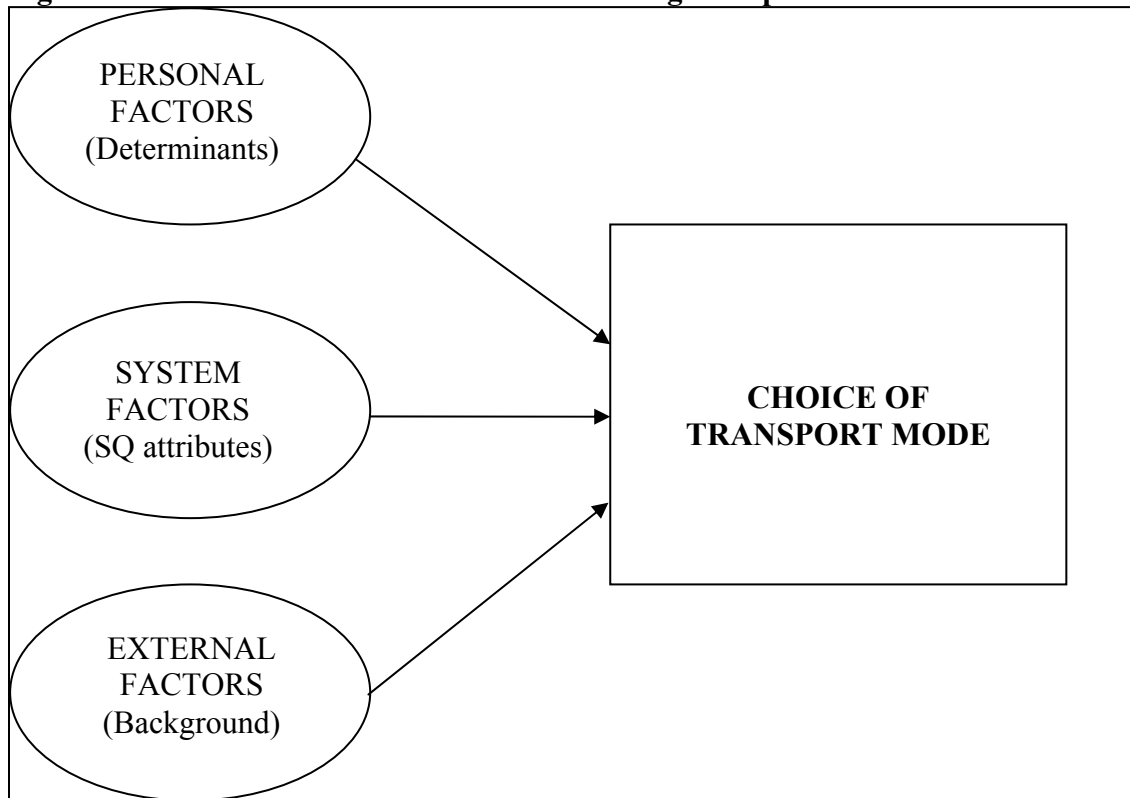 PERSONAL
FACTORS
(Determinants)
SYSTEM
FACTORS
(SQ attributes)
CHOICE OF
TRANSPORT MODE
EXTERNAL
FACTORS
(Background)